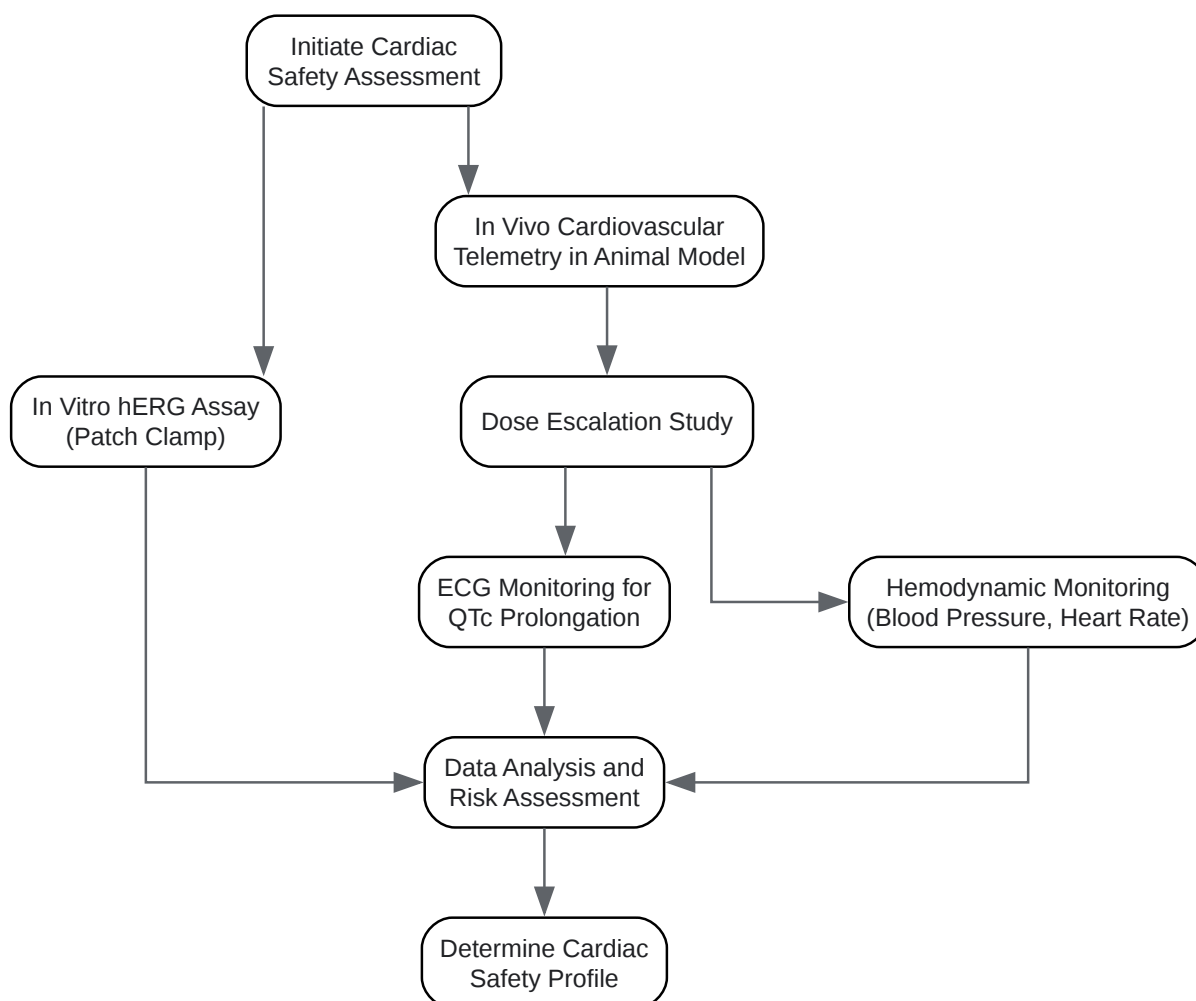 Initiate Cardiac
Safety Assessment
In Vivo Cardiovascular
Telemetry in Animal Model
In Vitro hERG Assay
(Patch Clamp)
Dose Escalation Study
ECG Monitoring for
QTc Prolongation
Hemodynamic Monitoring
(Blood Pressure, Heart Rate)
Data Analysis and
Risk Assessment
Determine Cardiac
Safety Profile